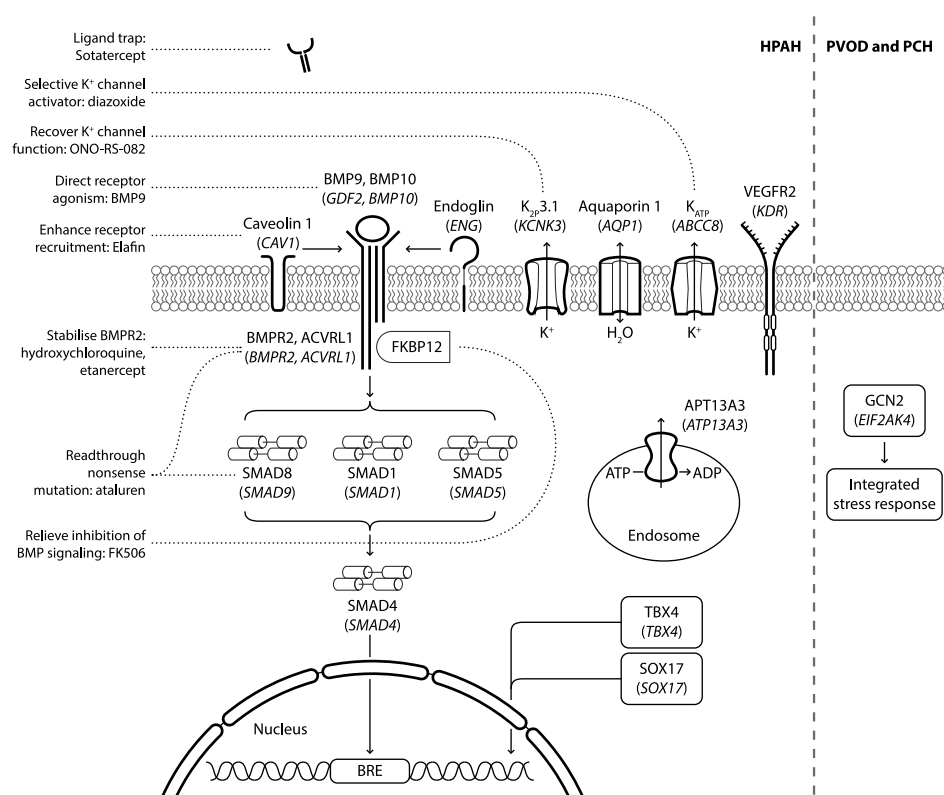 Ligand trap:
Sotatercept
HPAH
PVOD and PCH
Selective K⁺ channel
activator: diazoxide
Recover K⁺ channel
function: ONO-RS-082
Direct receptor
agonism: BMP9
Enhance receptor
recruitment: Elafin
BMP9, BMP10
(GDF2, BMP10)
Caveolin 1
(CAV1)
Endoglin
(ENG)
K₂P3.1
(KCNK3)
Aquaporin 1
(AQP1)
K_ATP
(ABCC8)
VEGFR2
(KDR)
K⁺
H₂O
K⁺
Stabilise BMPR2:
hydroxychloroquine,
etanercept
BMPR2, ACVRL1
(BMPR2, ACVRL1)
FKBP12
Readthrough
nonsense
mutation: ataluren
SMAD8
(SMAD9)
SMAD1
(SMAD1)
SMAD5
(SMAD5)
APT13A3
(ATP13A3)
ATP
ADP
Endosome
GCN2
(EIF2AK4)
Integrated
stress response
Relieve inhibition of
BMP signaling: FK506
SMAD4
(SMAD4)
TBX4
(TBX4)
SOX17
(SOX17)
Nucleus
BRE